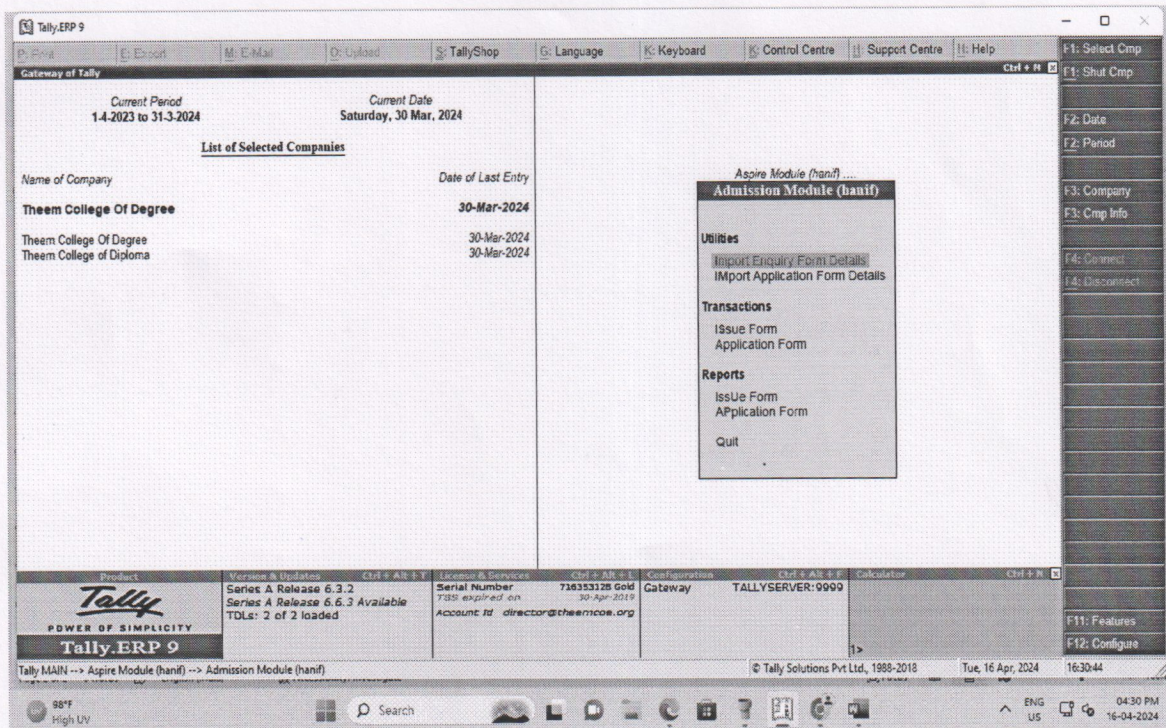 Tally.ERP 9
P: Print E: Export M: E-Mail O: Upload S: TallyShop G: Language K: Keyboard K: Control Centre H: Support Centre H: Help
Gateway of Tally Ctrl + N
Current Period Current Date
1-4-2023 to 31-3-2024 Saturday, 30 Mar, 2024
List of Selected Companies
Name of Company Date of Last Entry
Theem College Of Degree 30-Mar-2024
Theem College Of Degree 30-Mar-2024
Theem College of Diploma 30-Mar-2024
Aspire Module (hanif) ....
Admission Module (hanif)
Utilities
Import Enquiry Form Details
IMport Application Form Details
Transactions
ISsue Form
Application Form
Reports
IssUe Form
APplication Form
Quit
F1: Select Cmp
F1: Shut Cmp
F2: Date
F2: Period
F3: Company
F3: Cmp Info
F4: Connect
F4: Disconnect
F11: Features
F12: Configure
Product
Tally
POWER OF SIMPLICITY
Tally.ERP 9
Version & Updates Ctrl + Alt + T
Series A Release 6.3.2
Series A Release 6.6.3 Available
TDLs: 2 of 2 loaded
License & Services Ctrl + Alt + L
Serial Number 716353128 Gold
TSS expired on 30-Apr-2019
Account Id director@theemcoe.org
Configuration Ctrl + Alt + F
Gateway TALLYSERVER:9999
Calculator Ctrl + N
1>
Tally MAIN --> Aspire Module (hanif) --> Admission Module (hanif) © Tally Solutions Pvt Ltd., 1988-2018 Tue, 16 Apr, 2024 16:30:44
98°F
High UV
Search
ENG
US
04:30 PM
16-04-2024